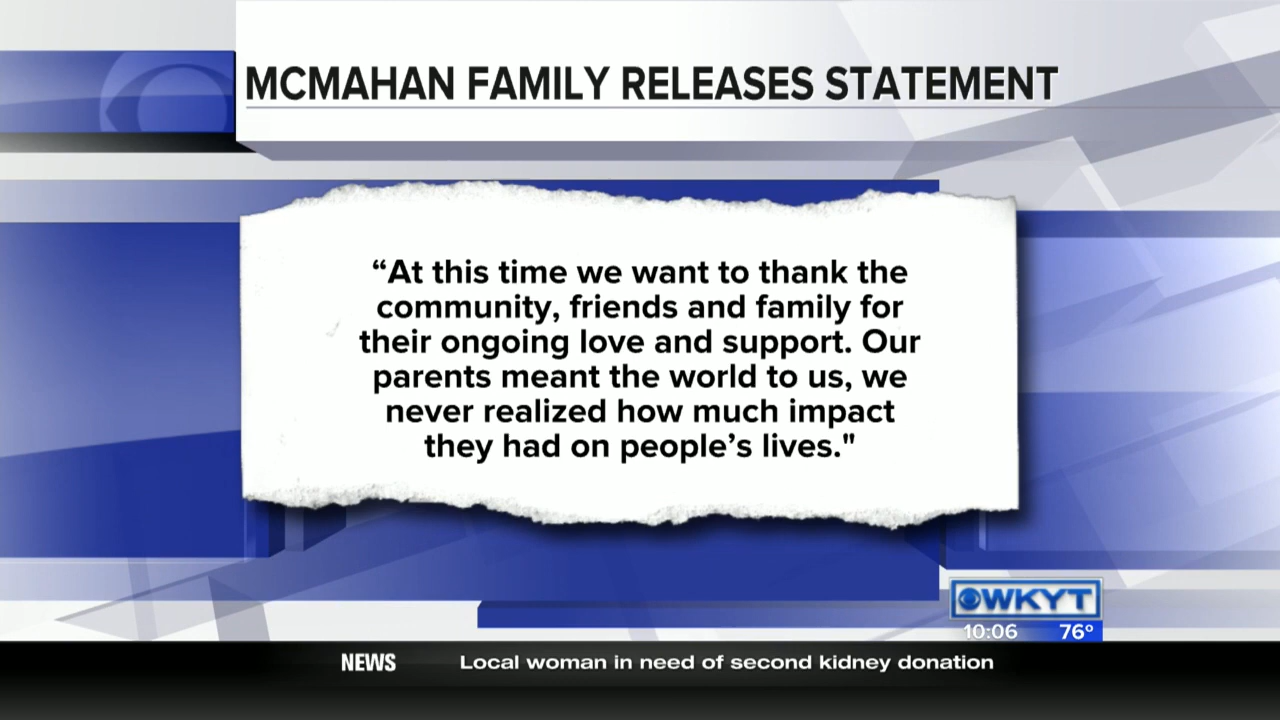 MCMAHAN FAMILY RELEASES STATEMENT
“At this time we want to thank the
community, friends and family for
their ongoing love and support. Our
parents meant the world to us, we
never realized how much impact
they had on people’s lives."
WKYT
10:06 76º
NEWS Local woman in need of second kidney donation